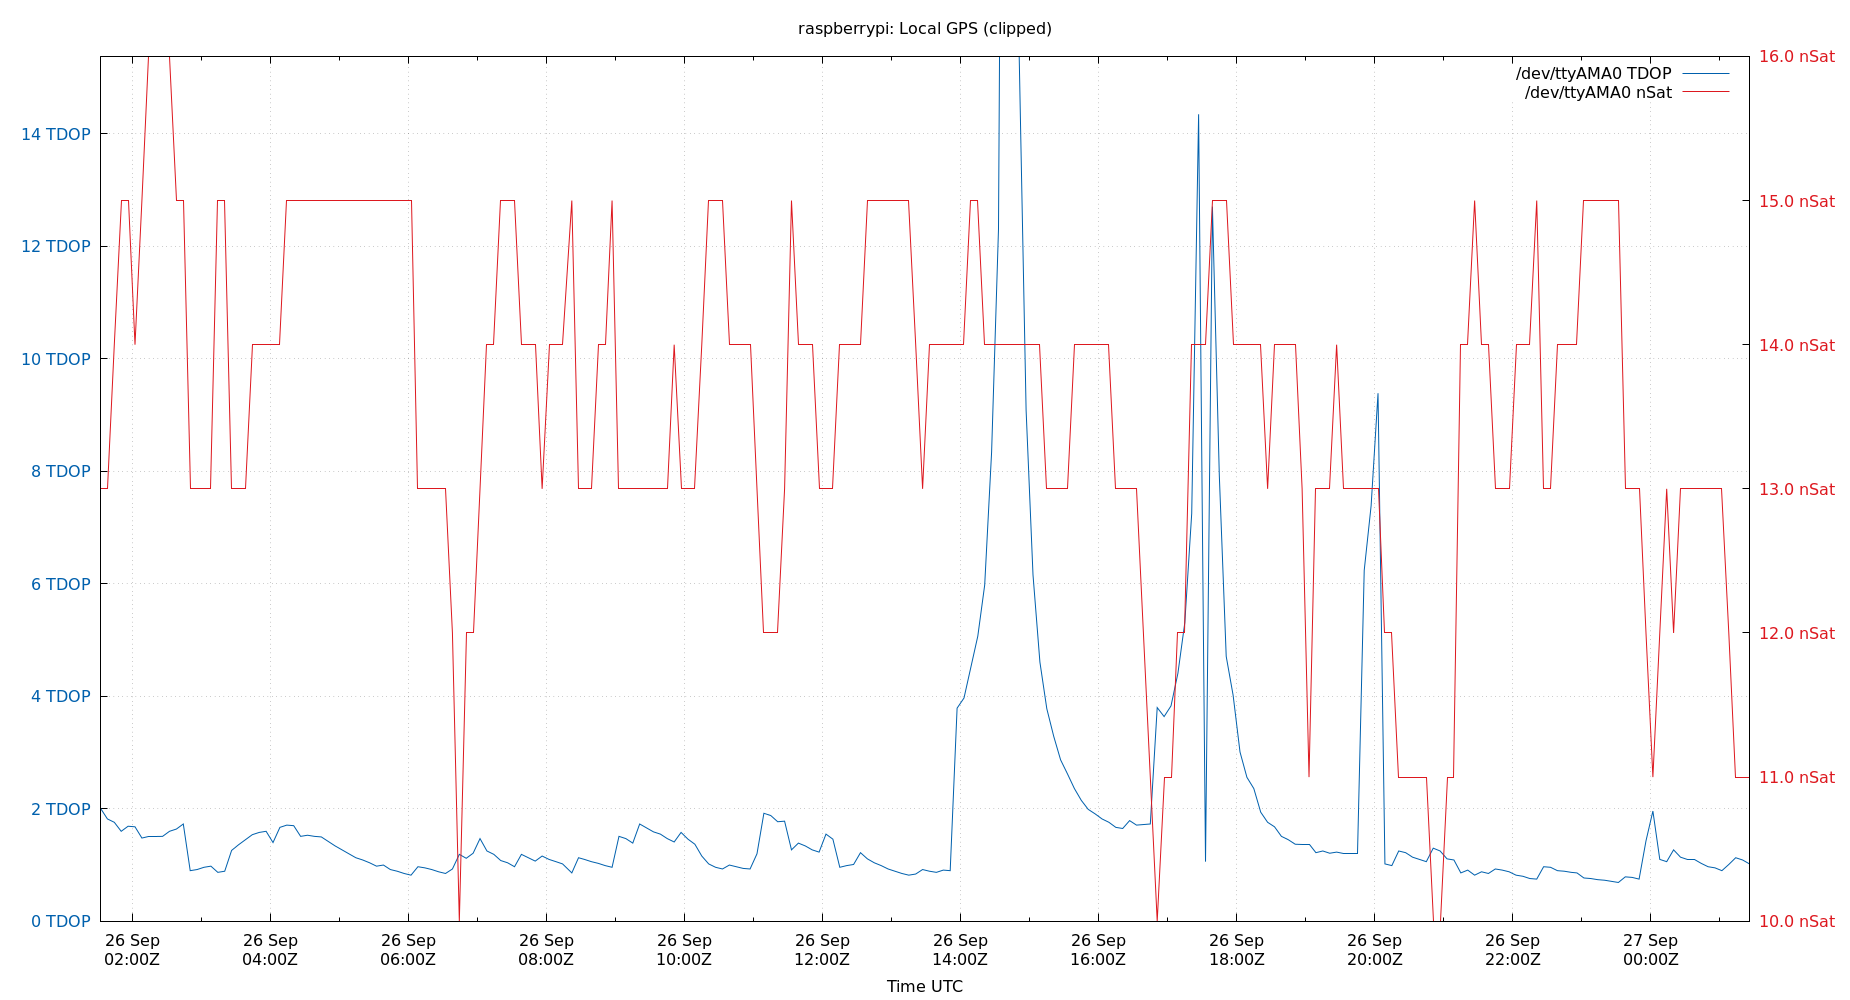 raspberrypi: Local GPS (clipped)
16.0 nSat
/dev/ttyAMA0 TDOP
/dev/ttyAMA0 nSat
14 TDOP
15.0 nSat
12 TDOP
14.0 nSat
10 TDOP
8 TDOP
13.0 nSat
6 TDOP
12.0 nSat
4 TDOP
11.0 nSat
2 TDOP
0 TDOP
10.0 nSat
26 Sep 26 Sep 26 Sep 26 Sep 26 Sep 26 Sep 26 Sep 26 Sep 26 Sep 26 Sep 26 Sep 27 Sep
02:00Z 04:00Z 06:00Z 08:00Z 10:00Z 12:00Z 14:00Z 16:00Z 18:00Z 20:00Z 22:00Z 00:00Z
Time UTC